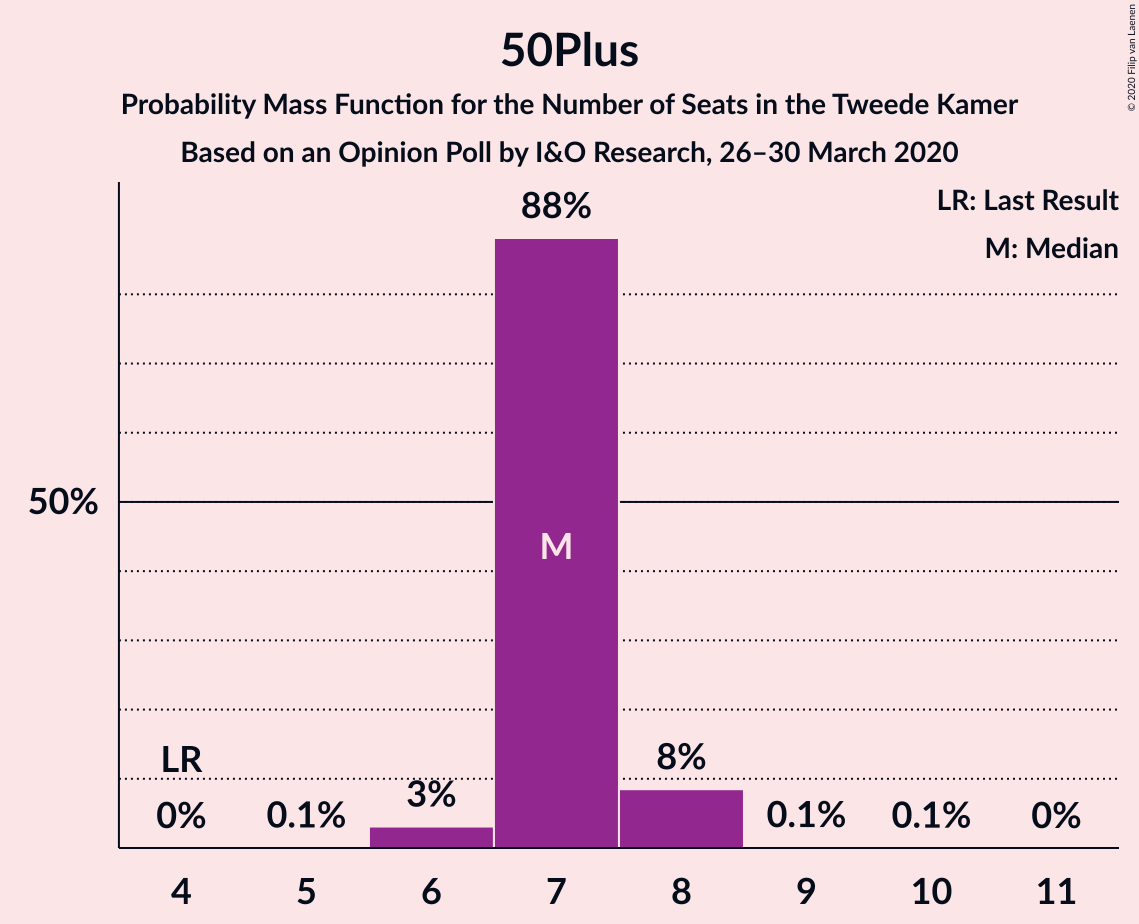 50Plus
Probability Mass Function for the Number of Seats in the Tweede Kamer
Based on an Opinion Poll by I&O Research, 26–30 March 2020
© 2020 Filip van Laenen
LR: Last Result
M: Median
88%
50%
M
LR
0%
0.1%
3%
8%
0.1%
0.1%
0%
4 5 6 7 8 9 10 11